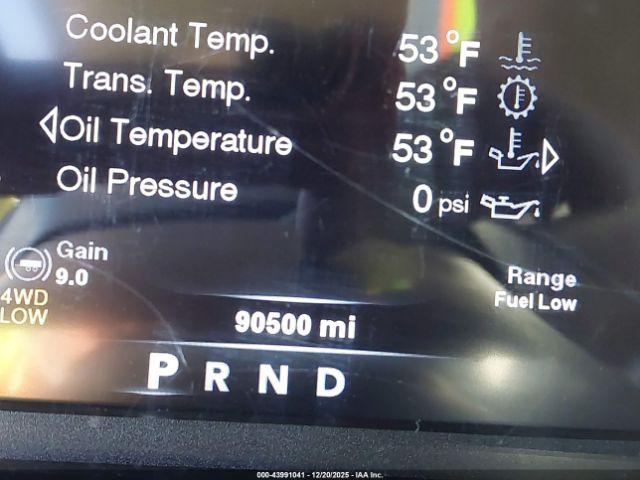 Coolant Temp. 53°F
Trans. Temp. 53°F
Oil Temperature 53°F
Oil Pressure 0 psi
Gain
9.0
4WD
LOW
Range
Fuel Low
90500 mi
P R N D
000-43991041 - 12/20/2025 - IAA Inc.